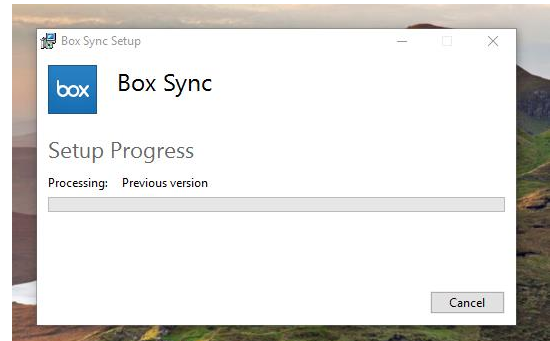 Box Sync Setup
box
Box Sync
Setup Progress
Processing: Previous version
Cancel